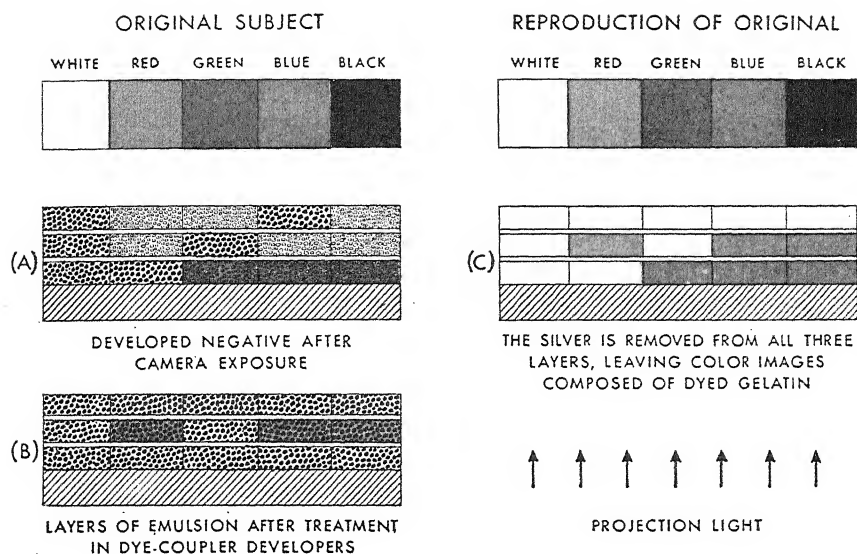 ORIGINAL SUBJECT
WHITE RED GREEN BLUE BLACK
(A)
DEVELOPED NEGATIVE AFTER
CAMERA EXPOSURE
(B)
LAYERS OF EMULSION AFTER TREATMENT
IN DYE-COUPLER DEVELOPERS
REPRODUCTION OF ORIGINAL
WHITE RED GREEN BLUE BLACK
(C)
THE SILVER IS REMOVED FROM ALL THREE
LAYERS, LEAVING COLOR IMAGES
COMPOSED OF DYED GELATIN
PROJECTION LIGHT